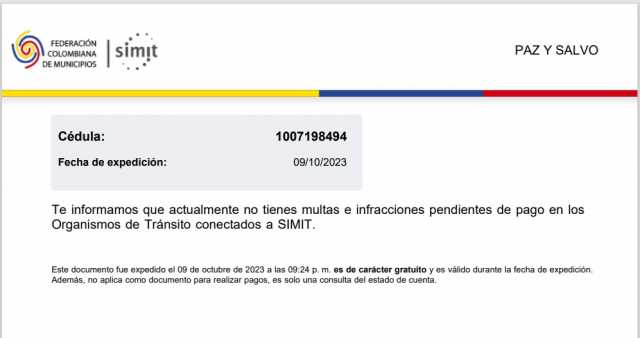 FEDERACIÓN
COLOMBIANA
DE MUNICIPIOS
simit
PAZ Y SALVO
Cédula: 1007198494
Fecha de expedición: 09/10/2023
Te informamos que actualmente no tienes multas e infracciones pendientes de pago en los
Organismos de Tránsito conectados a SIMIT.
Este documento fue expedido el 09 de octubre de 2023 a las 09:24 p. m. es de carácter gratuito y es válido durante la fecha de expedición.
Además, no aplica como documento para realizar pagos, es solo una consulta del estado de cuenta.